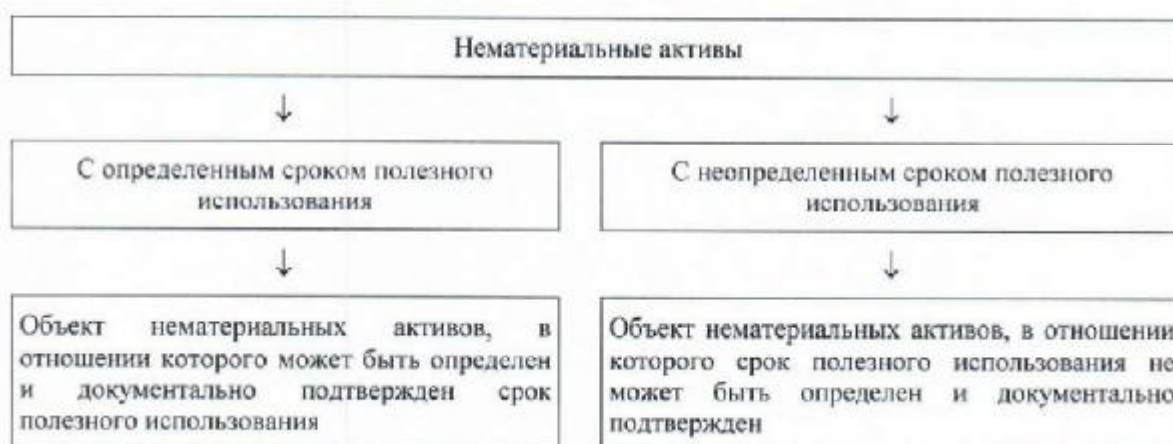 Нематериальные активы
С определенным сроком полезного
использования
С неопределенным сроком полезного
использования
Объект нематериальных активов, в
отношении которого может быть определен
и документально подтвержден срок
полезного использования
Объект нематериальных активов, в отношении
которого срок полезного использования не
может быть определен и документально
подтвержден